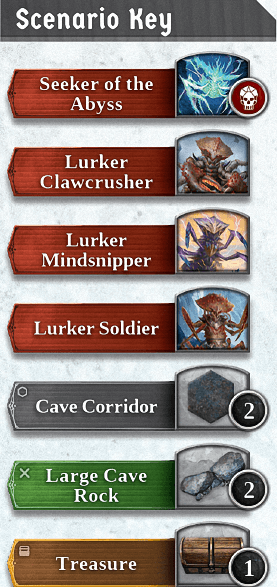 Scenario Key
Seeker of the
Abyss
Lurker
Clawcrusher
Lurker
Mindsnipper
Lurker Soldier
Cave Corridor
2
Large Cave
Rock
2
Treasure
1